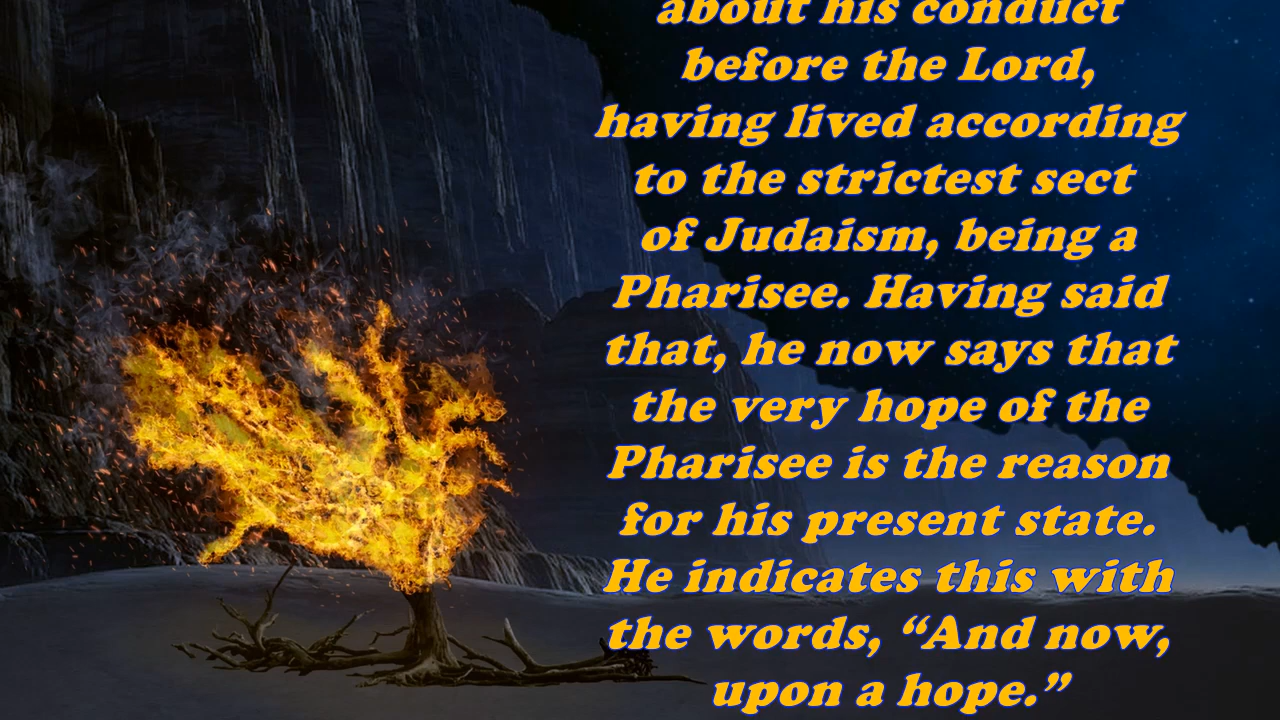 about his conduct
before the Lord,
having lived according
to the strictest sect
of Judaism, being a
Pharisee. Having said
that, he now says that
the very hope of the
Pharisee is the reason
for his present state.
He indicates this with
the words, “And now,
upon a hope.”